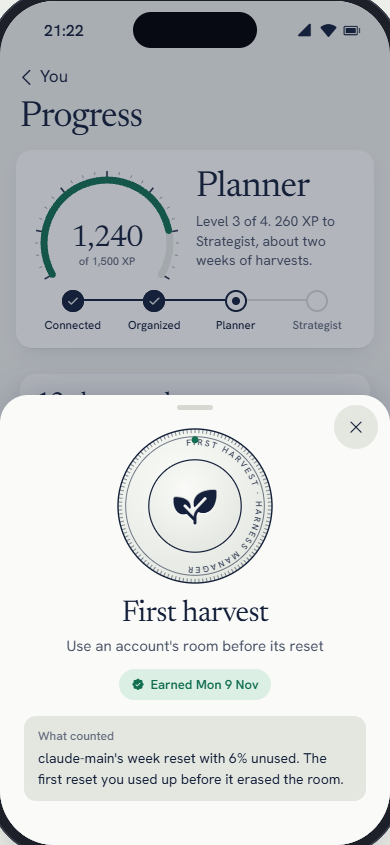 21:22
You
Progress
Planner
Level 3 of 4. 260 XP to
Strategist, about two
weeks of harvests.
1,240
of 1,500 XP
Connected
Organized
Planner
Strategist
FIRST HARVEST · HARNESS MANAGER
First harvest
Use an account's room before its reset
Earned Mon 9 Nov
What counted
claude-main's week reset with 6% unused. The
first reset you used up before it erased the room.